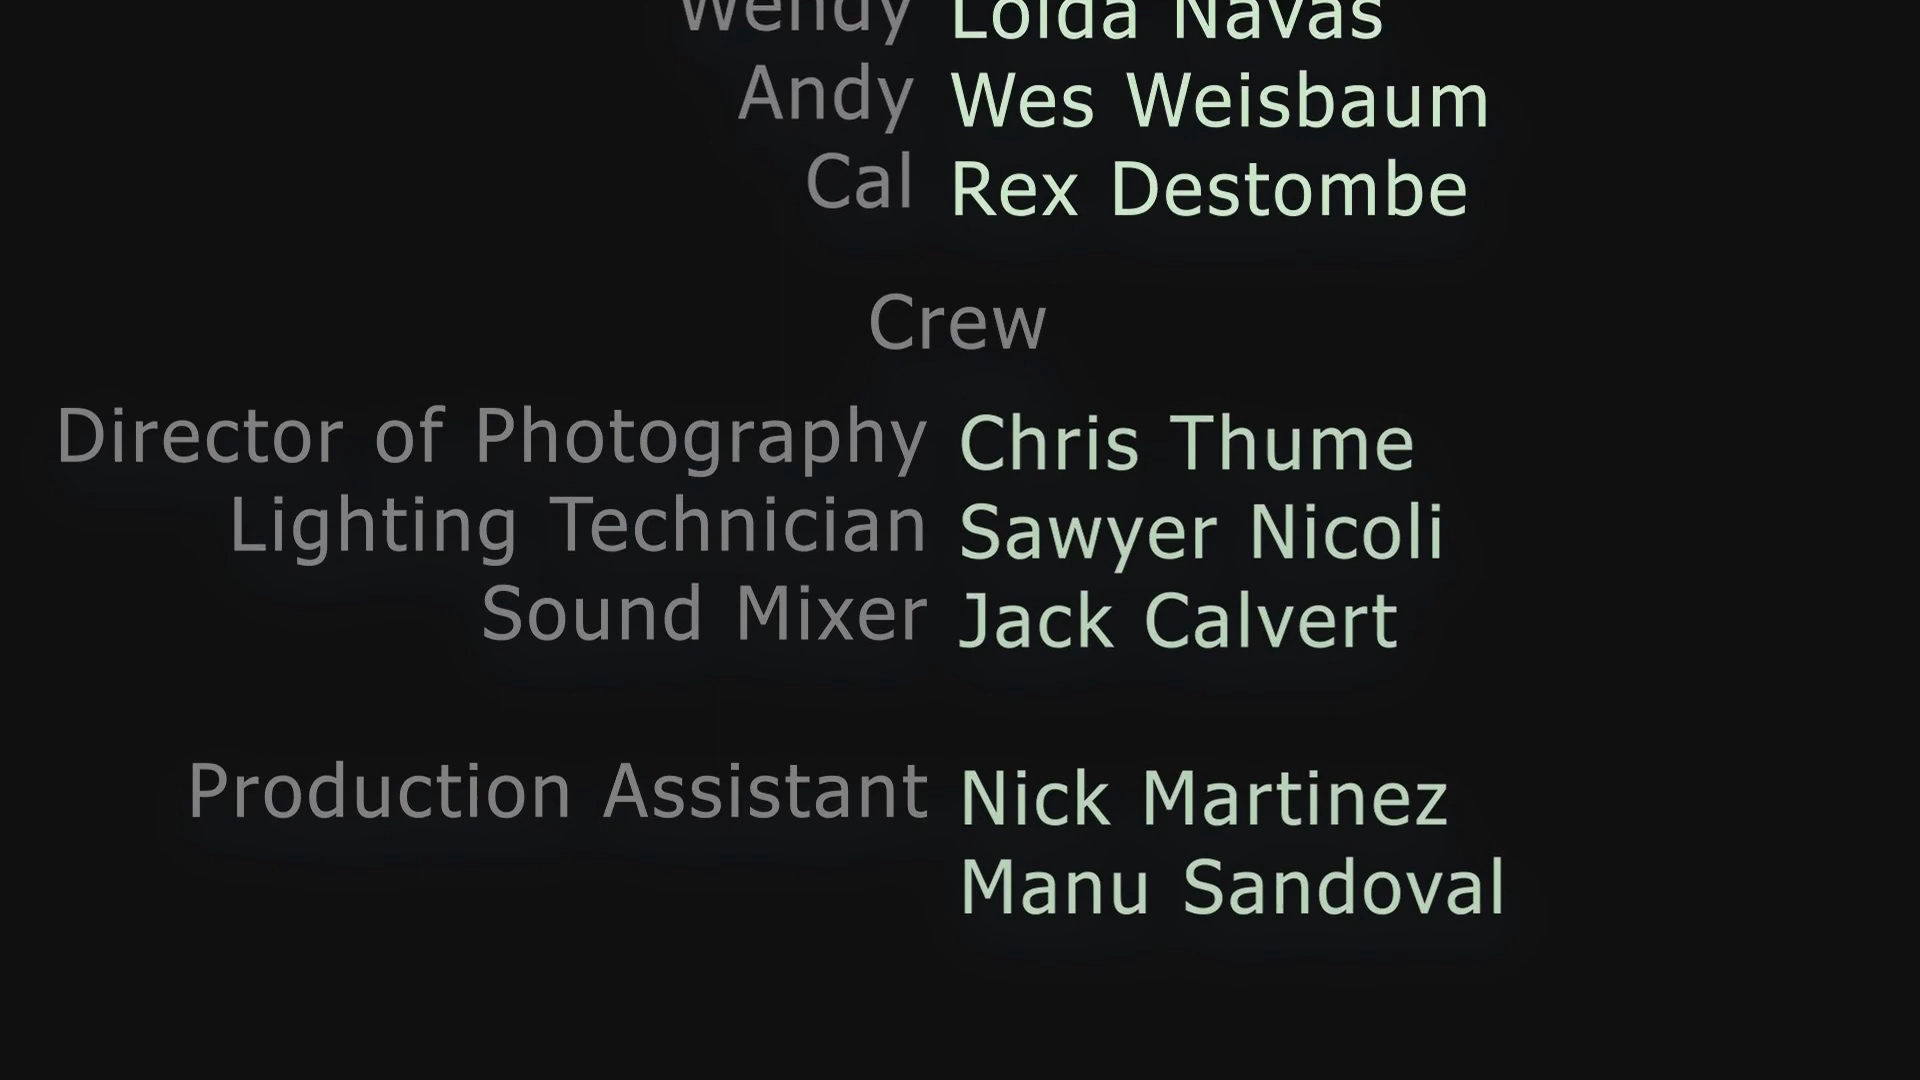 Wendy Loida Navas
Andy Wes Weisbaum
Cal Rex Destombe
Crew
Director of Photography Chris Thume
Lighting Technician Sawyer Nicoli
Sound Mixer Jack Calvert
Production Assistant Nick Martinez
Manu Sandoval